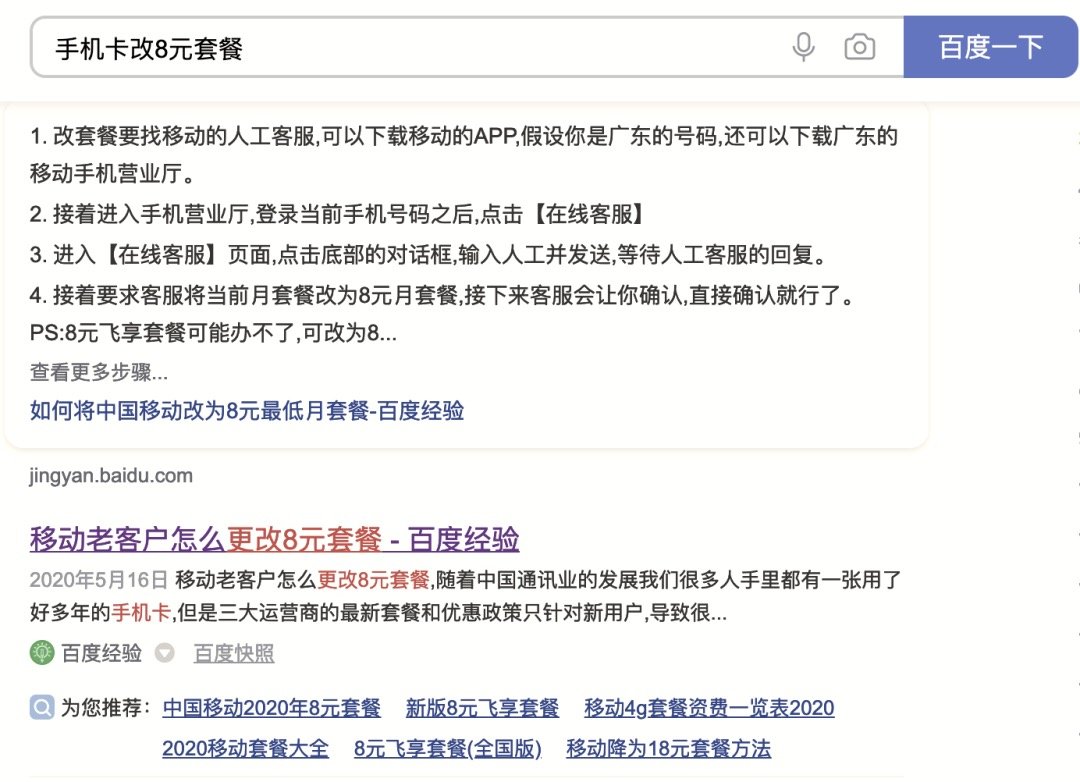 手机卡改8元套餐
百度一下
1. 改套餐要找移动的人工客服,可以下载移动的APP,假设你是广东的号码,还可以下载广东的
移动手机营业厅。
2. 接着进入手机营业厅,登录当前手机号码之后,点击【在线客服】
3. 进入【在线客服】页面,点击底部的对话框,输入人工并发送,等待人工客服的回复。
4. 接着要求客服将当前月套餐改为8元月套餐,接下来客服会让你确认,直接确认就行了。
PS:8元飞享套餐可能办不了,可改为8...
查看更多步骤...
如何将中国移动改为8元最低月套餐-百度经验
jingyan.baidu.com
移动老客户怎么更改8元套餐 - 百度经验
2020年5月16日 移动老客户怎么更改8元套餐,随着中国通讯业的发展我们很多人手里都有一张用了
好多年的手机卡,但是三大运营商的最新套餐和优惠政策只针对新用户,导致很...
百度经验 百度快照
为您推荐: 中国移动2020年8元套餐 新版8元飞享套餐 移动4g套餐资费一览表2020
2020移动套餐大全 8元飞享套餐(全国版) 移动降为18元套餐方法